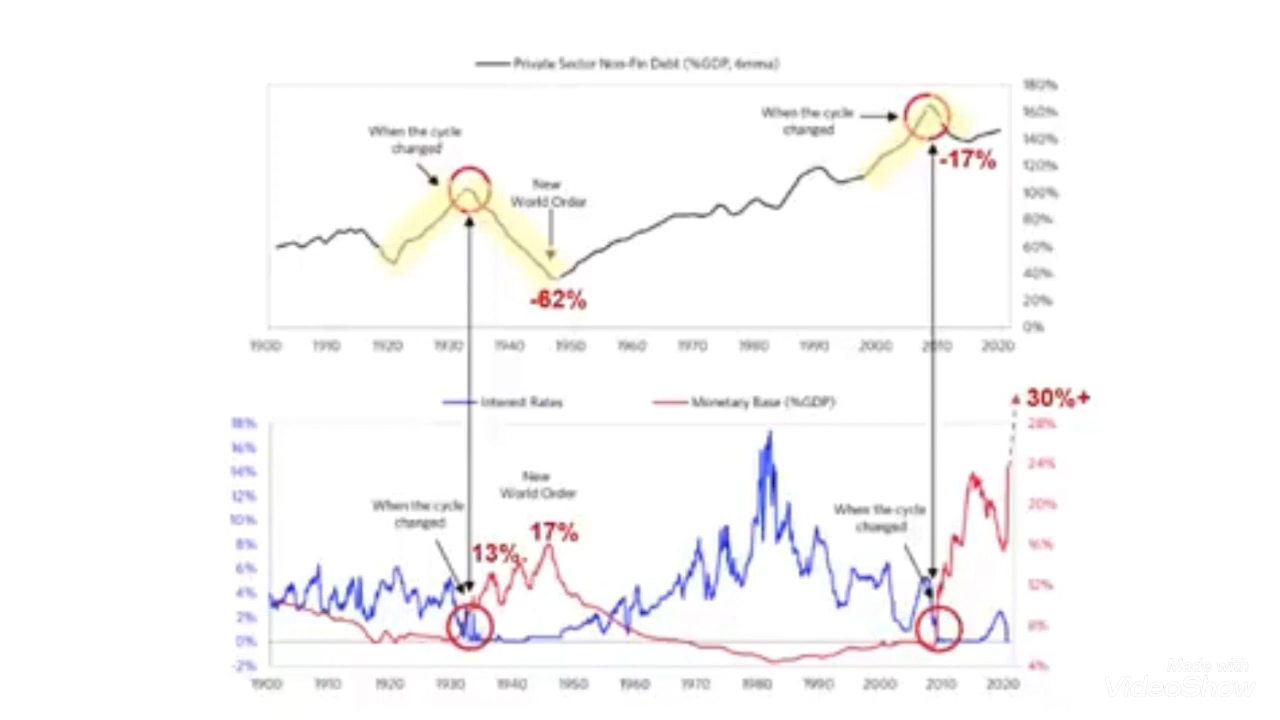 Private Sector Non-Fin Debt (%GDP, 6mma)
180%
160%
140%
120%
100%
80%
60%
40%
20%
0%
When the cycle
changed
New
World Order
-62%
When the cycle
changed
-17%
1900 1910 1920 1930 1940 1950 1960 1970 1980 1990 2000 2010 2020
Interest Rates Monetary Base (%GDP)
30%+
18%
16%
14%
12%
10%
8%
6%
4%
2%
0%
-2%
28%
24%
20%
16%
12%
8%
4%
When the cycle
changed
New
World Order
13%
17%
When the cycle
changed
1900 1910 1920 1930 1940 1950 1960 1970 1980 1990 2000 2010 2020
Made with
VideoShow